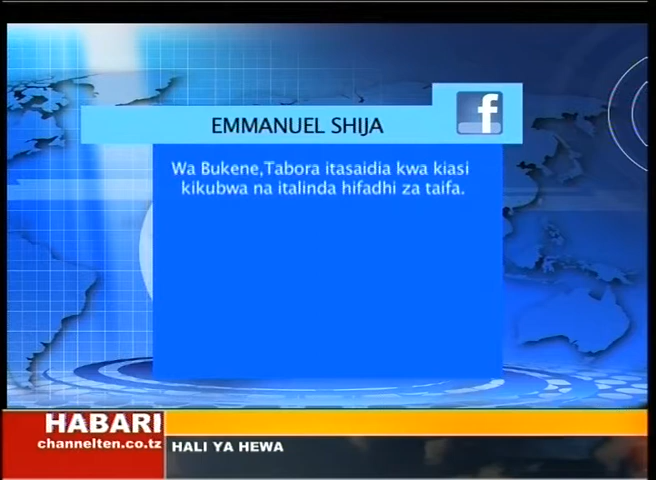 EMMANUEL SHIJA
f
Wa Bukene,Tabora itasaidia kwa kiasi
kikubwa na italinda hifadhi za taifa.
HABARI
channelten.co.tz
HALI YA HEWA